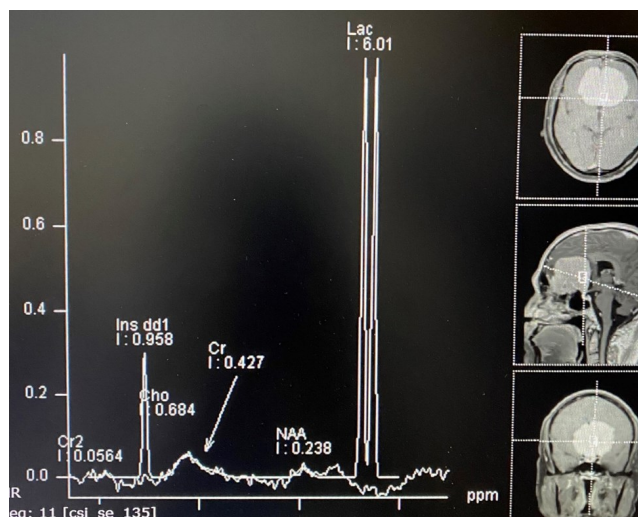 Lac
I : 6.01
0.8
0.6
0.4
Ins dd1
I : 0.958
Cr
I : 0.427
0.2
Cho
I : 0.684
NAA
I : 0.238
Cr2
I : 0.0564
0.0
ppm
eq: 11 [csi_se_135]